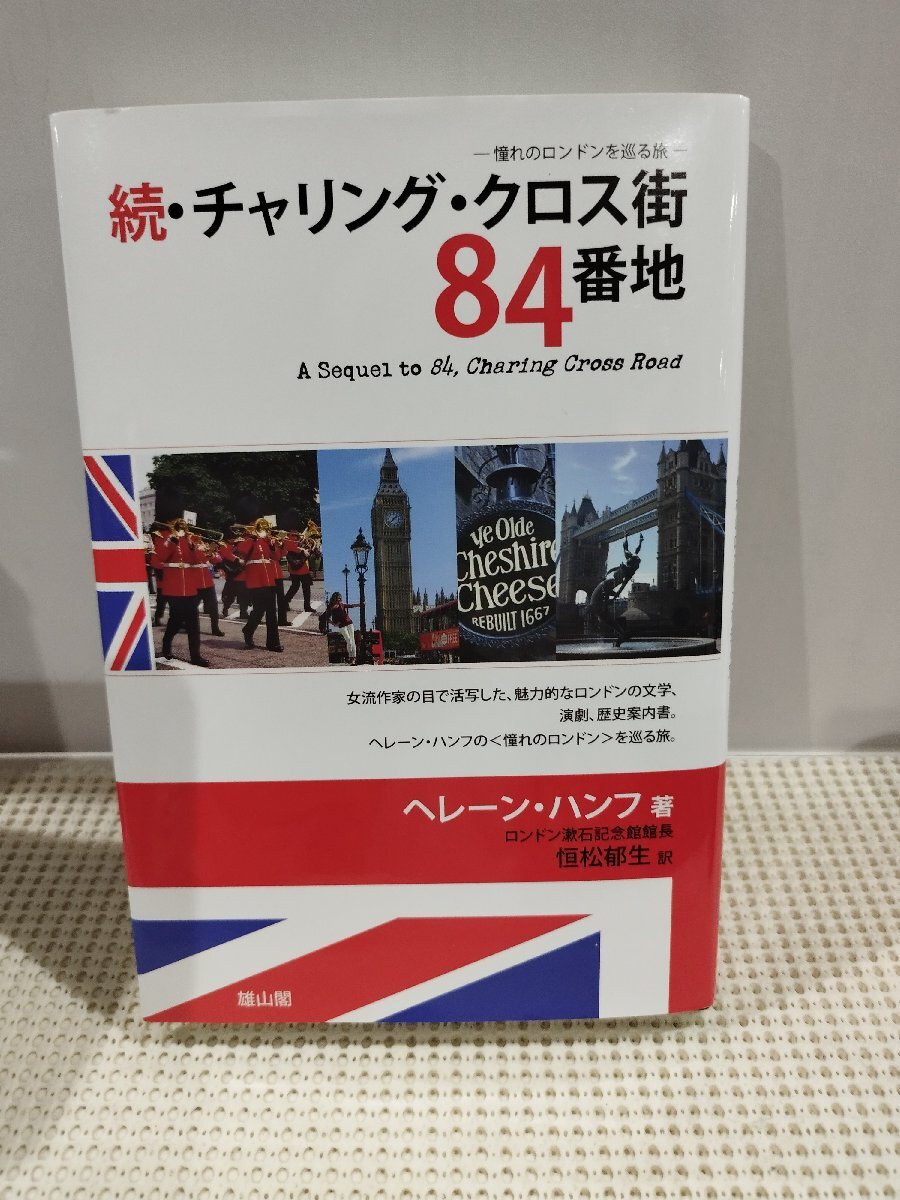 ― 憧れのロンドンを巡る旅 ―
続・チャリング・クロス街
84番地
A Sequel to 84, Charing Cross Road
Ye Olde
Cheshire
Cheese
REBUILT 1667
女流作家の目で活写した、魅力的なロンドンの文学、
演劇、歴史案内書。
ヘレーン・ハンフの＜憧れのロンドン＞を巡る旅。
ヘレーン・ハンフ 著
ロンドン漱石記念館館長
恒松郁生 訳
雄山閣